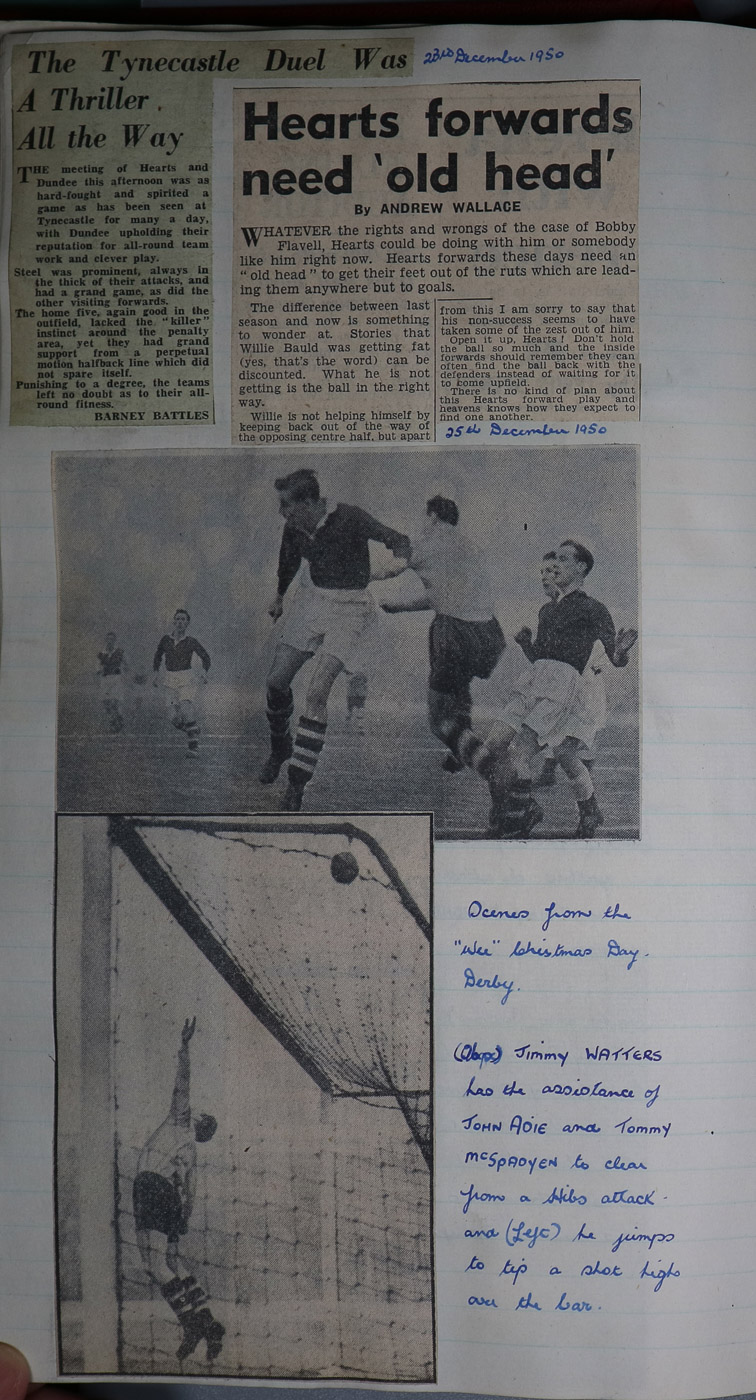 The Tynecastle Duel Was
A Thriller
All the Way
23rd December 1950
THE meeting of Hearts and
Dundee this afternoon was as
hard-fought and spirited a
game as has been seen at
Tynecastle for many a day,
with Dundee upholding their
reputation for all-round team
work and clever play.
Steel was prominent, always in
the thick of their attacks, and
had a grand game, as did the
other visiting forwards.
The home five, again good in the
outfield, lacked the "killer"
instinct around the penalty
area, yet they had grand
support from a perpetual
motion halfback line which did
not spare itself.
Punishing to a degree, the teams
left no doubt as to their all-
round fitness.
BARNEY BATTLES
Hearts forwards
need 'old head'
By ANDREW WALLACE
WHATEVER the rights and wrongs of the case of Bobby
Flavell, Hearts could be doing with him or somebody
like him right now. Hearts forwards these days need an
"old head" to get their feet out of the ruts which are lead-
ing them anywhere but to goals.
The difference between last
season and now is something
to wonder at. Stories that
Willie Bauld was getting fat
(yes, that's the word) can be
discounted. What he is not
getting is the ball in the right
way.
Willie is not helping himself by
keeping back out of the way of
the opposing centre half, but apart
from this I am sorry to say that
his non-success seems to have
taken some of the zest out of him.
Open it up, Hearts! Don't hold
the ball so much and the inside
forwards should remember they can
often find the ball back with the
defenders instead of waiting for it
to come upfield.
There is no kind of plan about
this Hearts forward play and
heavens knows how they expect to
find one another.
25th December 1950
Scenes from the
"Wee" Christmas Day.
Derby.
Jimmy WATTERS
has the assistance of
JOHN ADIE and Tommy
McSPADYEN to clear
from a Hibs attack.
and (Left) he jumps
to tip a shot high
over the bar.